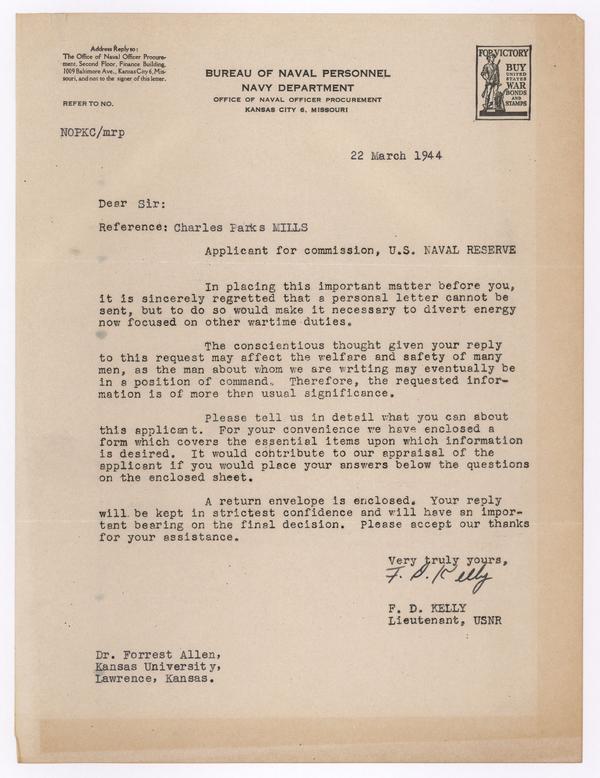 Address Reply to:
The Office of Naval Officer Procure-
ment, Second Floor, Finance Building,
1009 Baltimore Ave., Kansas City 6, Mis-
souri, and not to the signer of this letter.
REFER TO NO.
NOPKC/mrp
BUREAU OF NAVAL PERSONNEL
NAVY DEPARTMENT
OFFICE OF NAVAL OFFICER PROCUREMENT
KANSAS CITY 6, MISSOURI
FOR VICTORY
BUY
UNITED
STATES
WAR
BONDS
AND
STAMPS
22 March 1944
Dear Sir:
Reference: Charles Parks MILLS
Applicant for commission, U.S. NAVAL RESERVE
In placing this important matter before you,
it is sincerely regretted that a personal letter cannot be
sent, but to do so would make it necessary to divert energy
now focused on other wartime duties.
The conscientious thought given your reply
to this request may affect the welfare and safety of many
men, as the man about whom we are writing may eventually be
in a position of command. Therefore, the requested infor-
mation is of more then usual significance.
Please tell us in detail what you can about
this applicant. For your convenience we have enclosed a
form which covers the essential items upon which information
is desired. It would contribute to our appraisal of the
applicant if you would place your answers below the questions
on the enclosed sheet.
A return envelope is enclosed. Your reply
will be kept in strictest confidence and will have an impor-
tant bearing on the final decision. Please accept our thanks
for your assistance.
Very truly yours,
F. D. Kelly
F. D. KELLY
Lieutenant, USNR
Dr. Forrest Allen,
Kansas University,
Lawrence, Kansas.